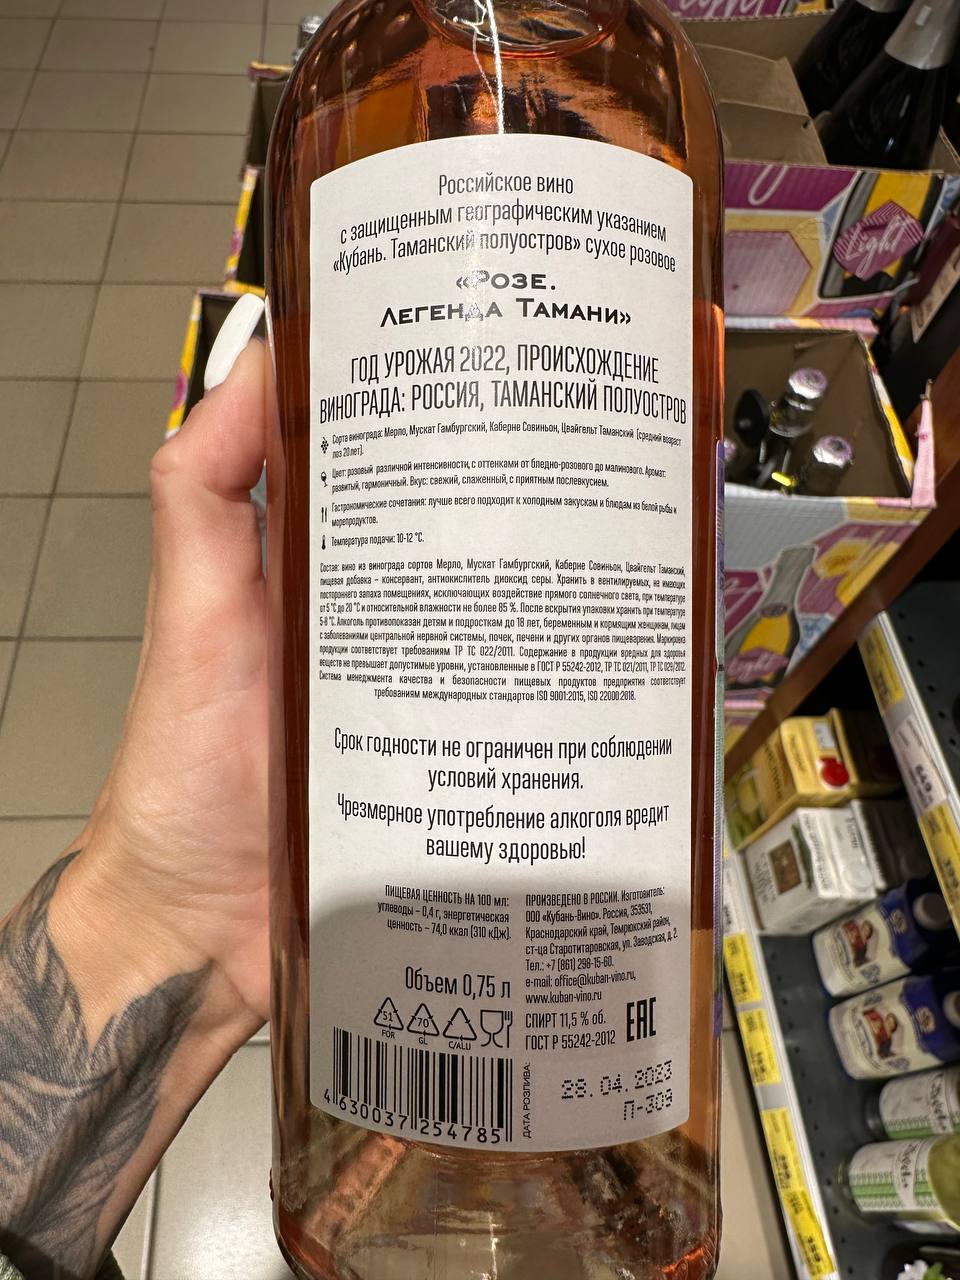 Российское вино
с защищенным географическим указанием
«Кубань. Таманский полуостров» сухое розовое
«Розе.
Легенда Тамани»
ГОД УРОЖАЯ 2022, ПРОИСХОЖДЕНИЕ
ВИНОГРАДА: РОССИЯ, ТАМАНСКИЙ ПОЛУОСТРОВ
Сорта винограда: Мерло, Мускат Гамбургский, Каберне Совиньон, Цвайгельт Таманский (средний возраст
лоз 20 лет).
Цвет: розовый различной интенсивности, с оттенками от бледно-розового до малинового. Аромат:
развитый, гармоничный. Вкус: свежий, слаженный, с приятным послевкусием.
Гастрономические сочетания: лучше всего подходит к холодным закускам и блюдам из белой рыбы и
морепродуктов.
Температура подачи: 10-12 °С.
Состав: вино из винограда сортов Мерло, Мускат Гамбургский, Каберне Совиньон, Цвайгельт Таманский,
пищевая добавка – консервант, антиокислитель диоксид серы. Хранить в вентилируемых, не имеющих
постороннего запаха помещениях, исключающих воздействие прямого солнечного света, при температуре
от 5 °С до 20 °С и относительной влажности не более 85 %. После вскрытия упаковки хранить при температуре
5-8 °С. Алкоголь противопоказан детям и подросткам до 18 лет, беременным и кормящим женщинам, лицам
с заболеваниями центральной нервной системы, почек, печени и других органов пищеварения. Маркировка
продукции соответствует требованиям ТР ТС 022/2011. Содержание в продукции вредных для здоровья
веществ не превышает допустимые уровни, установленные в ГОСТ Р 55242-2012, ТР ТС 021/2011, ТР ТС 029/2012.
Система менеджмента качества и безопасности пищевых продуктов предприятия соответствует
требованиям международных стандартов ISO 9001:2015, ISO 22000:2018.
Срок годности не ограничен при соблюдении
условий хранения.
Чрезмерное употребление алкоголя вредит
вашему здоровью!
ПИЩЕВАЯ ЦЕННОСТЬ НА 100 мл:
углеводы – 0,4 г, энергетическая
ценность – 74,0 ккал (310 кДж).
Объем 0,75 л
51
FOR
70
GL
C/ALU
4 630037 254785
ПРОИЗВЕДЕНО В РОССИИ. Изготовитель:
ООО «Кубань-Вино». Россия, 353531,
Краснодарский край, Темрюкский район,
ст-ца Старотитаровская, ул. Заводская, д. 2.
Тел.: +7 (861) 298-15-60.
e-mail: office@kuban-vino.ru,
www.kuban-vino.ru
СПИРТ 11,5 % об.
ГОСТ Р 55242-2012
EAC
ДАТА РОЗЛИВА:
28.04.2023
П-309
light
light